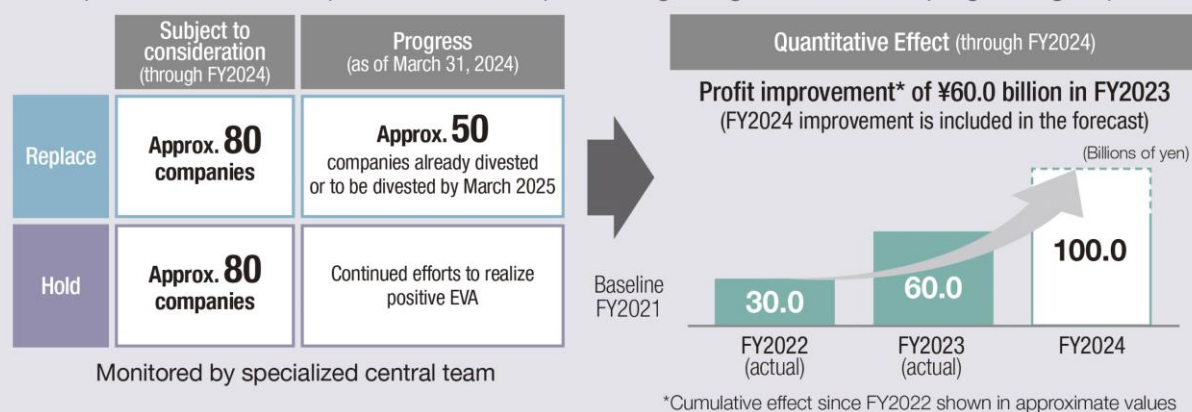 Subject to
consideration
(through FY2024)
Progress
(as of March 31, 2024)
Replace
Approx. 80
companies
Approx. 50
companies already divested
or to be divested by March 2025
Hold
Approx. 80
companies
Continued efforts to realize
positive EVA
Monitored by specialized central team
Quantitative Effect (through FY2024)
Profit improvement* of ¥60.0 billion in FY2023
(FY2024 improvement is included in the forecast)
(Billions of yen)
Baseline
FY2021
30.0
60.0
100.0
FY2022
(actual)
FY2023
(actual)
FY2024
*Cumulative effect since FY2022 shown in approximate values